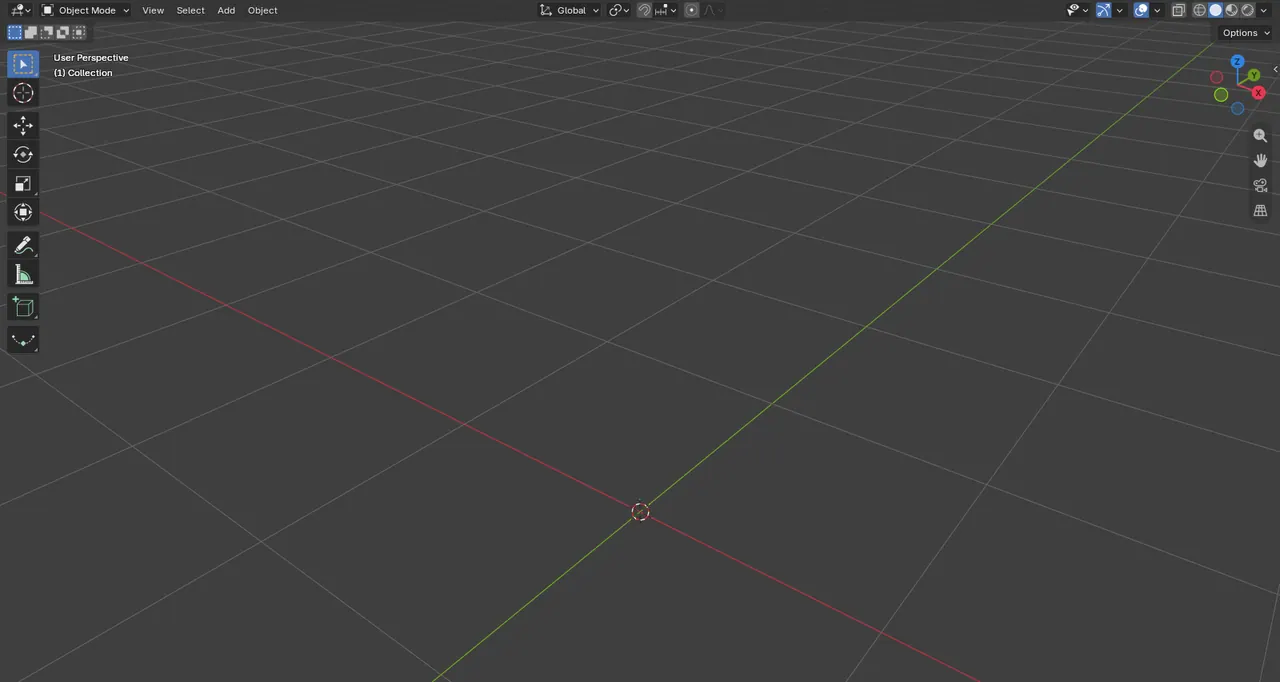 Object Mode View Select Add Object Global
Options
User Perspective
(1) Collection
Z
Y
X